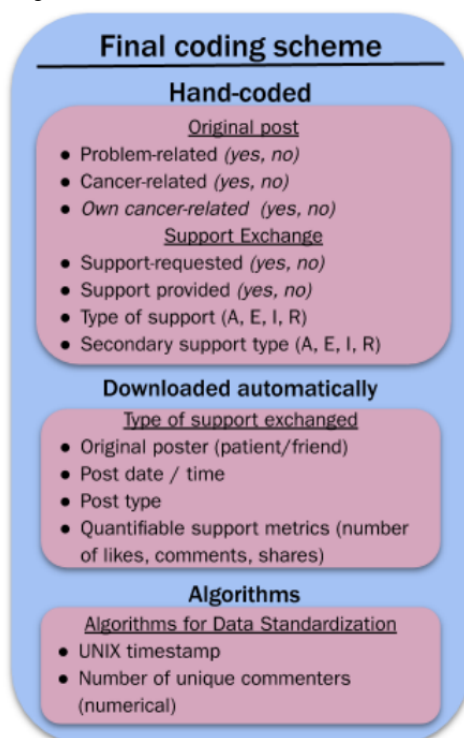 Final coding scheme
Hand-coded
Original post
● Problem-related (yes, no)
● Cancer-related (yes, no)
● Own cancer-related (yes, no)
Support Exchange
● Support-requested (yes, no)
● Support provided (yes, no)
● Type of support (A, E, I, R)
● Secondary support type (A, E, I, R)
Downloaded automatically
Type of support exchanged
● Original poster (patient/friend)
● Post date / time
● Post type
● Quantifiable support metrics (number
of likes, comments, shares)
Algorithms
Algorithms for Data Standardization
● UNIX timestamp
● Number of unique commenters
(numerical)